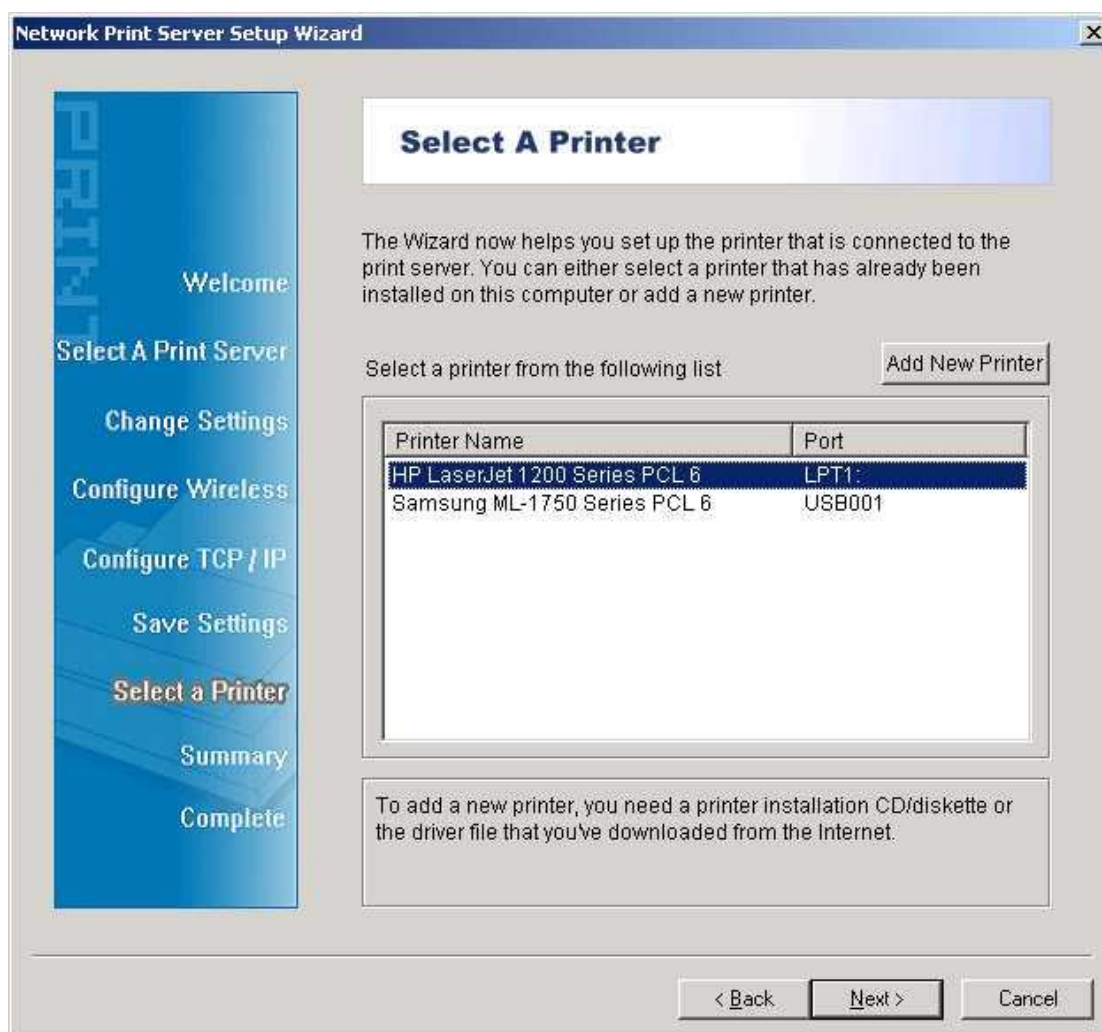 Network Print Server Setup Wizard
PRINT
Welcome
Select A Print Server
Change Settings
Configure Wireless
Configure TCP / IP
Save Settings
Select a Printer
Summary
Complete
Select A Printer
The Wizard now helps you set up the printer that is connected to the
print server. You can either select a printer that has already been
installed on this computer or add a new printer.
Select a printer from the following list
Add New Printer
Printer Name Port
HP LaserJet 1200 Series PCL 6 LPT1:
Samsung ML-1750 Series PCL 6 USB001
To add a new printer, you need a printer installation CD/diskette or
the driver file that you've downloaded from the Internet.
< Back Next > Cancel